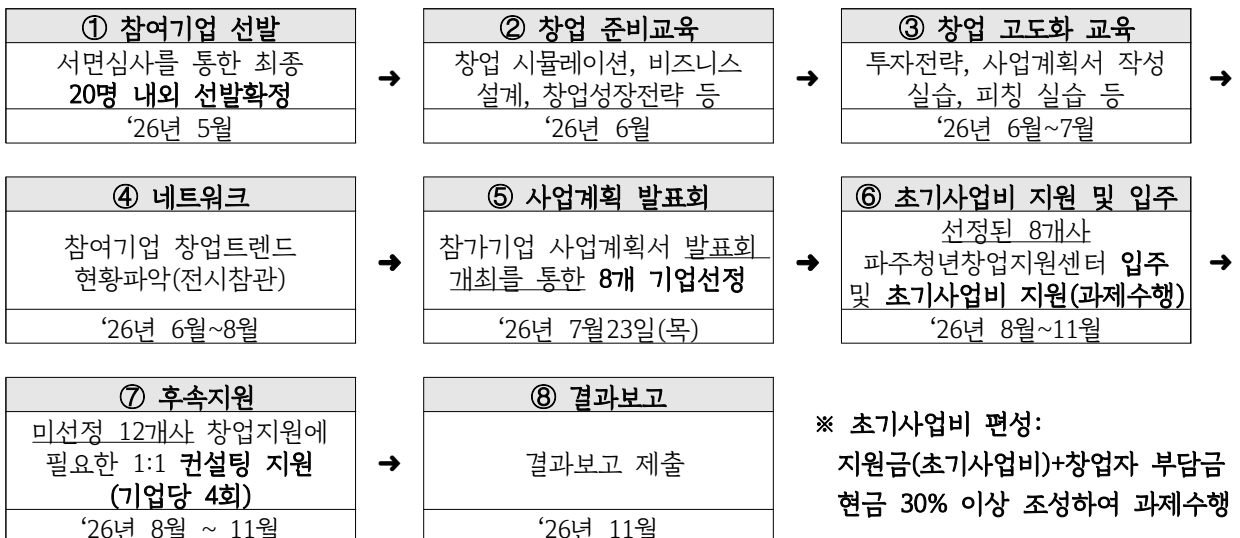 ① 참여기업 선발
서면심사를 통한 최종
20명 내외 선발확정
‘26년 5월
➜
② 창업 준비교육
창업 시뮬레이션, 비즈니스
설계, 창업성장전략 등
‘26년 6월
➜
③ 창업 고도화 교육
투자전략, 사업계획서 작성
실습, 피칭 실습 등
‘26년 6월~7월
➜
④ 네트워크
참여기업 창업트렌드
현황파악(전시참관)
‘26년 6월~8월
➜
⑤ 사업계획 발표회
참가기업 사업계획서 발표회
개최를 통한 8개 기업선정
‘26년 7월23일(목)
➜
⑥ 초기사업비 지원 및 입주
선정된 8개사
파주청년창업지원센터 입주
및 초기사업비 지원(과제수행)
‘26년 8월~11월
➜
⑦ 후속지원
미선정 12개사 창업지원에
필요한 1:1 컨설팅 지원
(기업당 4회)
‘26년 8월 ~ 11월
➜
⑧ 결과보고
결과보고 제출
‘26년 11월
※ 초기사업비 편성:
지원금(초기사업비)+창업자 부담금
현금 30% 이상 조성하여 과제수행